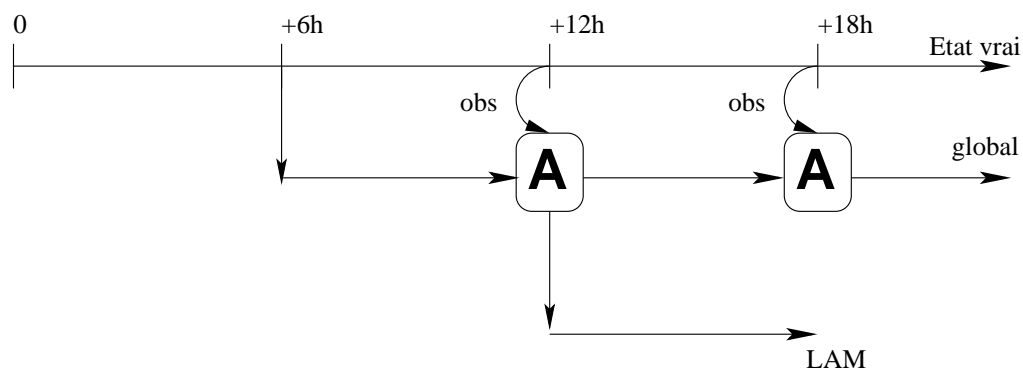 0 +6h +12h +18h
Etat vrai
obs obs
global
A A
LAM